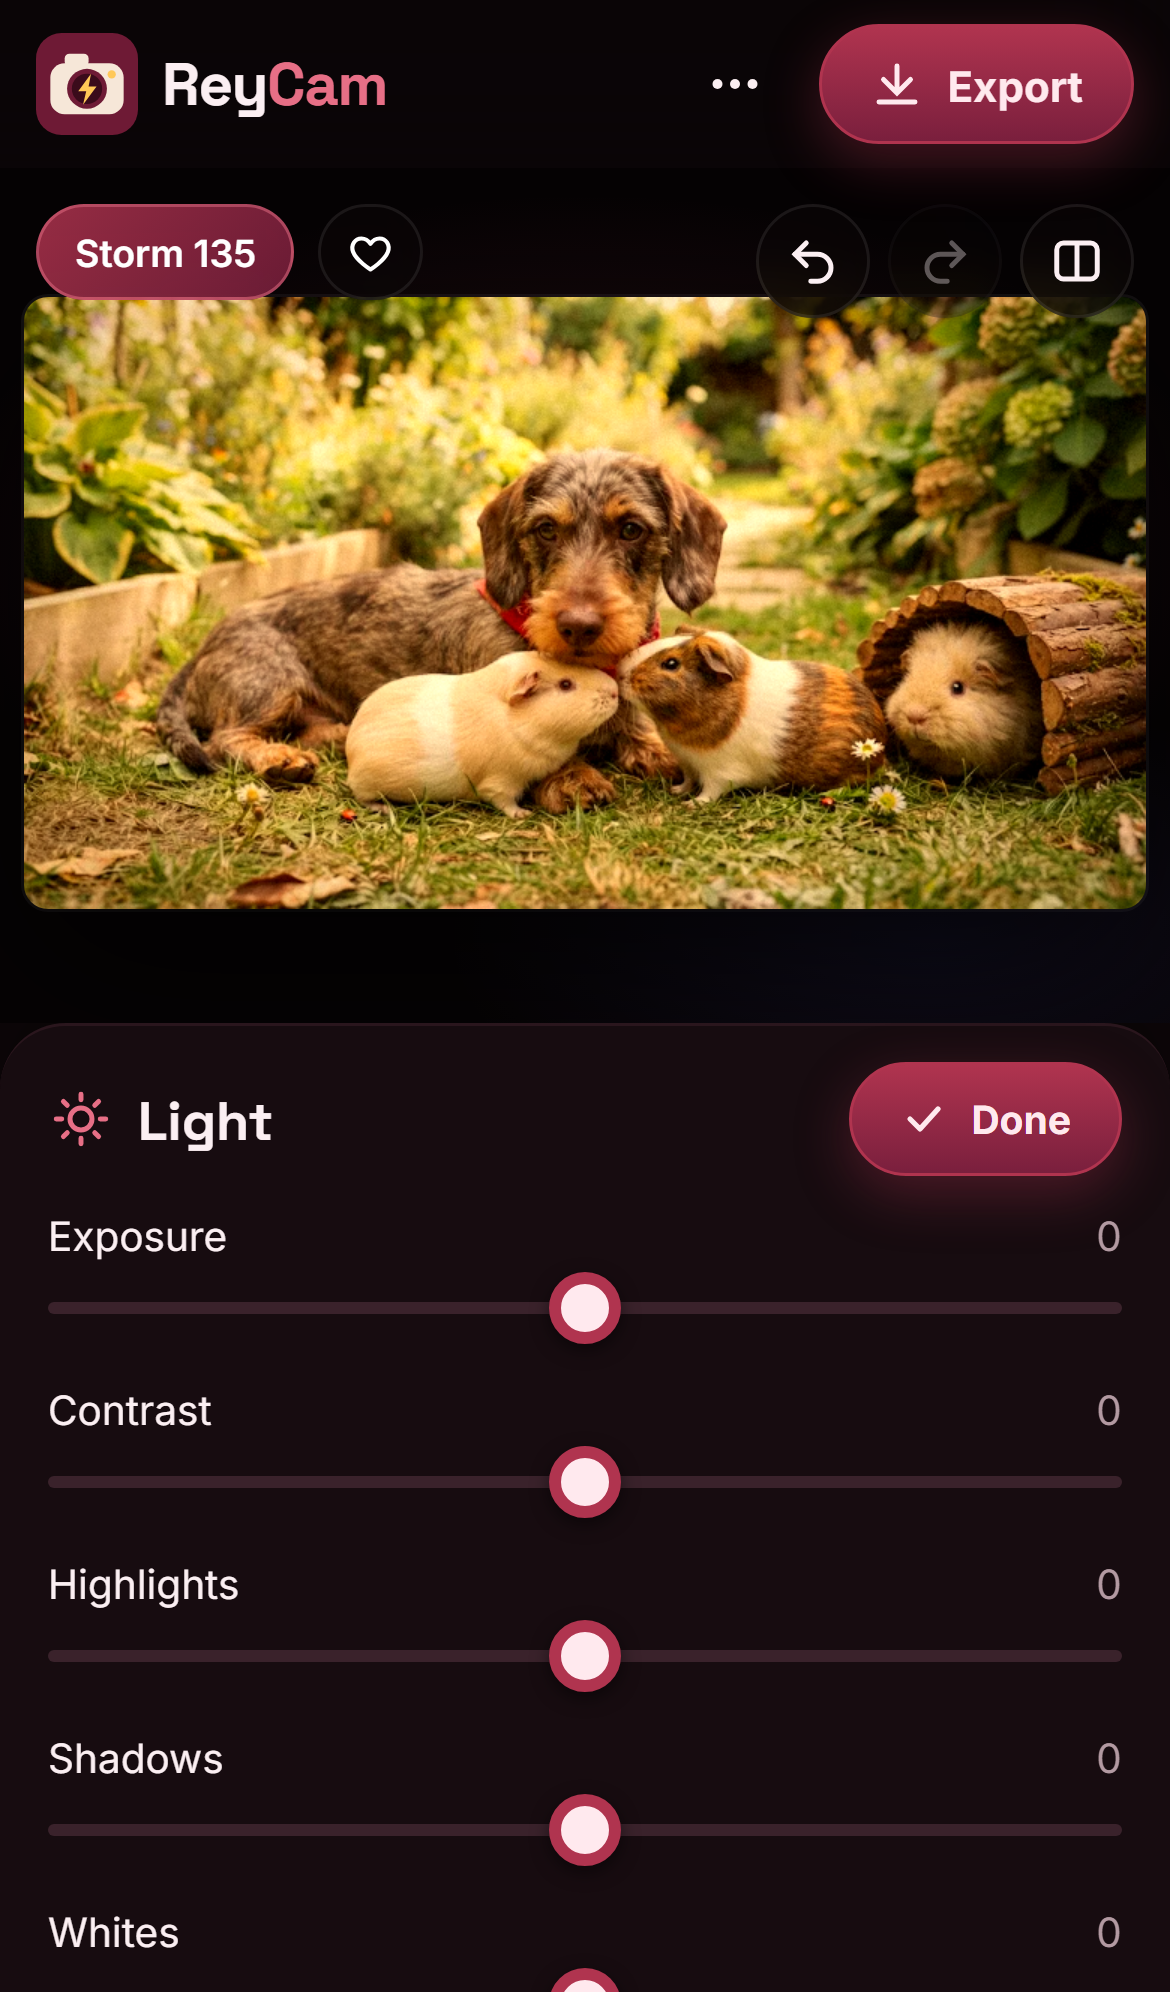 ReyCam
Export
Storm 135
Light
Done
Exposure 0
Contrast 0
Highlights 0
Shadows 0
Whites 0